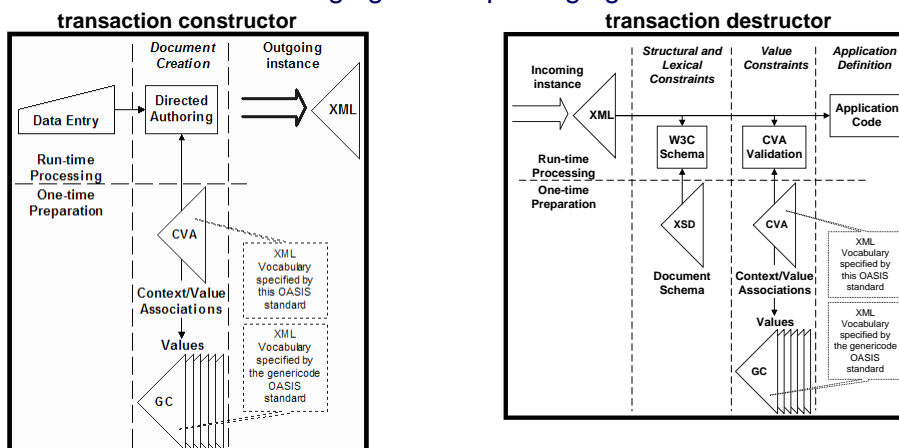 transaction constructor
Document
Creation
Outgoing
instance
Data Entry
Directed
Authoring
XML
Run-time
Processing
One-time
Preparation
CVA
XML
Vocabulary
specified by
this OASIS
standard
Context/Value
Associations
Values
XML
Vocabulary
specified by
the genericode
OASIS
standard
GC
transaction destructor
Structural and
Lexical
Constraints
Value
Constraints
Application
Definition
Incoming
instance
XML
W3C
Schema
CVA
Validation
Application
Code
Run-time
Processing
One-time
Preparation
XSD
CVA
XML
Vocabulary
specified by
this OASIS
standard
Document
Schema
Context/Value
Associations
Values
XML
Vocabulary
specified by
the genericode
OASIS
standard
GC